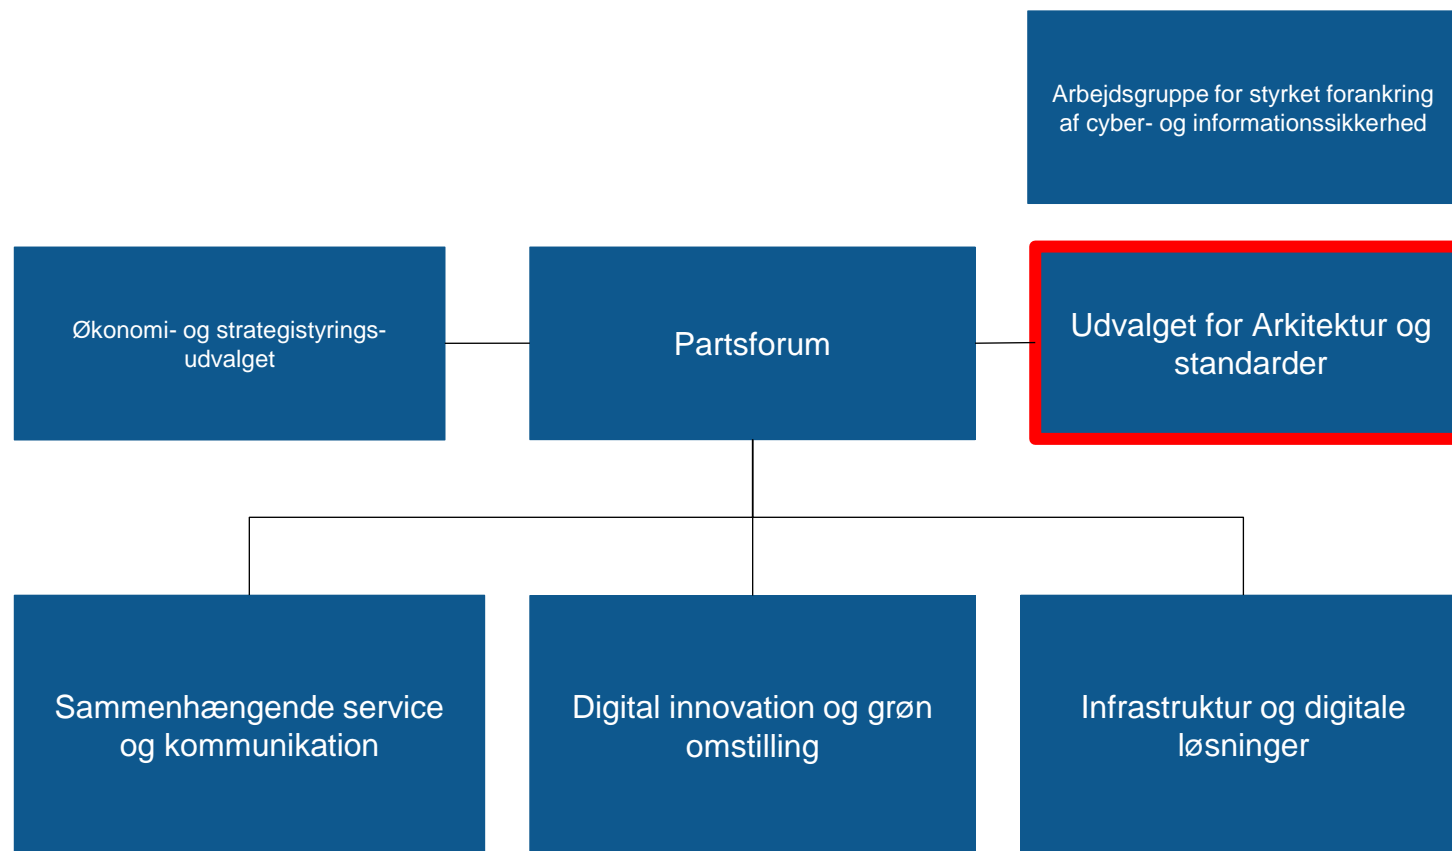 Arbejdsgruppe for styrket forankring
af cyber- og informationssikkerhed
Økonomi- og strategistyrings-
udvalget
Partsforum
Udvalget for Arkitektur og
standarder
Sammenhængende service
og kommunikation
Digital innovation og grøn
omstilling
Infrastruktur og digitale
løsninger